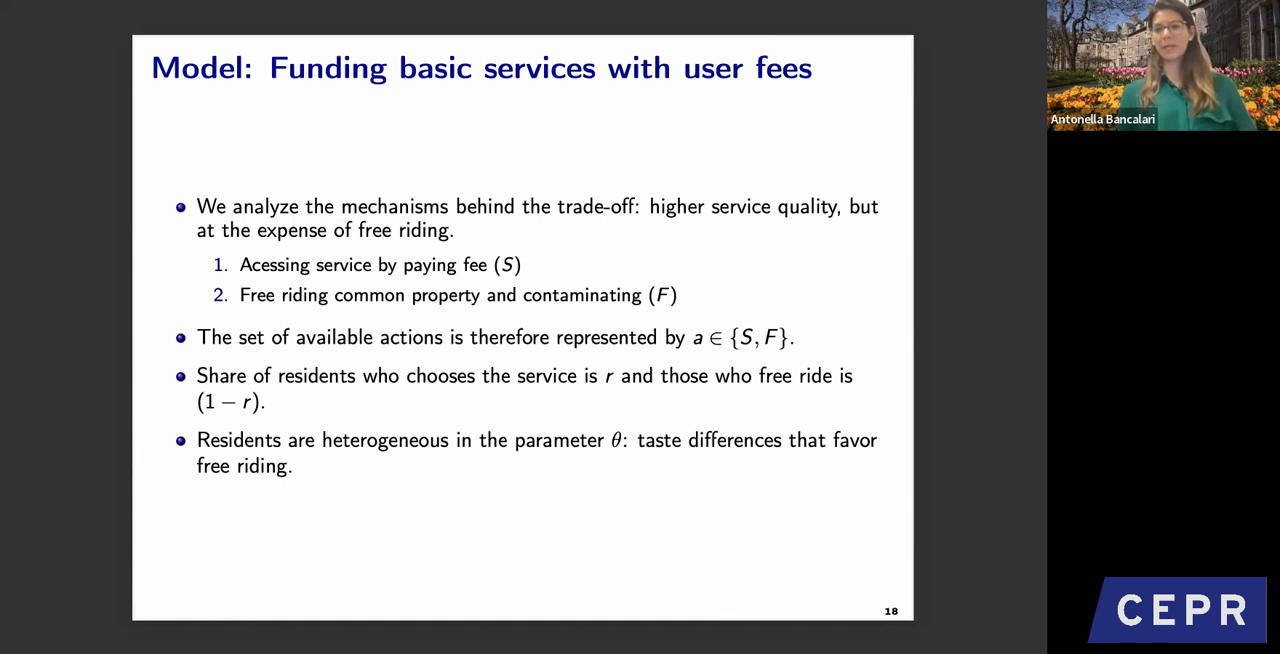 Model: Funding basic services with user fees
We analyze the mechanisms behind the trade-off: higher service quality, but
at the expense of free riding.
1. Acessing service by paying fee (S)
2. Free riding common property and contaminating (F)
The set of available actions is therefore represented by a ∈ {S, F}.
Share of residents who chooses the service is r and those who free ride is
(1 − r).
Residents are heterogeneous in the parameter θ: taste differences that favor
free riding.
18
Antonella Bancalari
CEPR